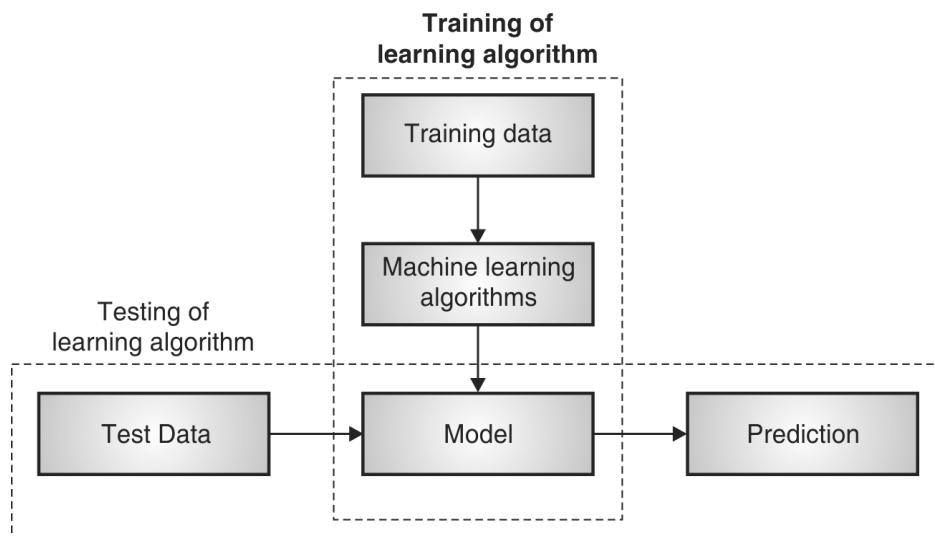 Training of
learning algorithm
Training data
Machine learning
algorithms
Testing of
learning algorithm
Test Data
Model
Prediction